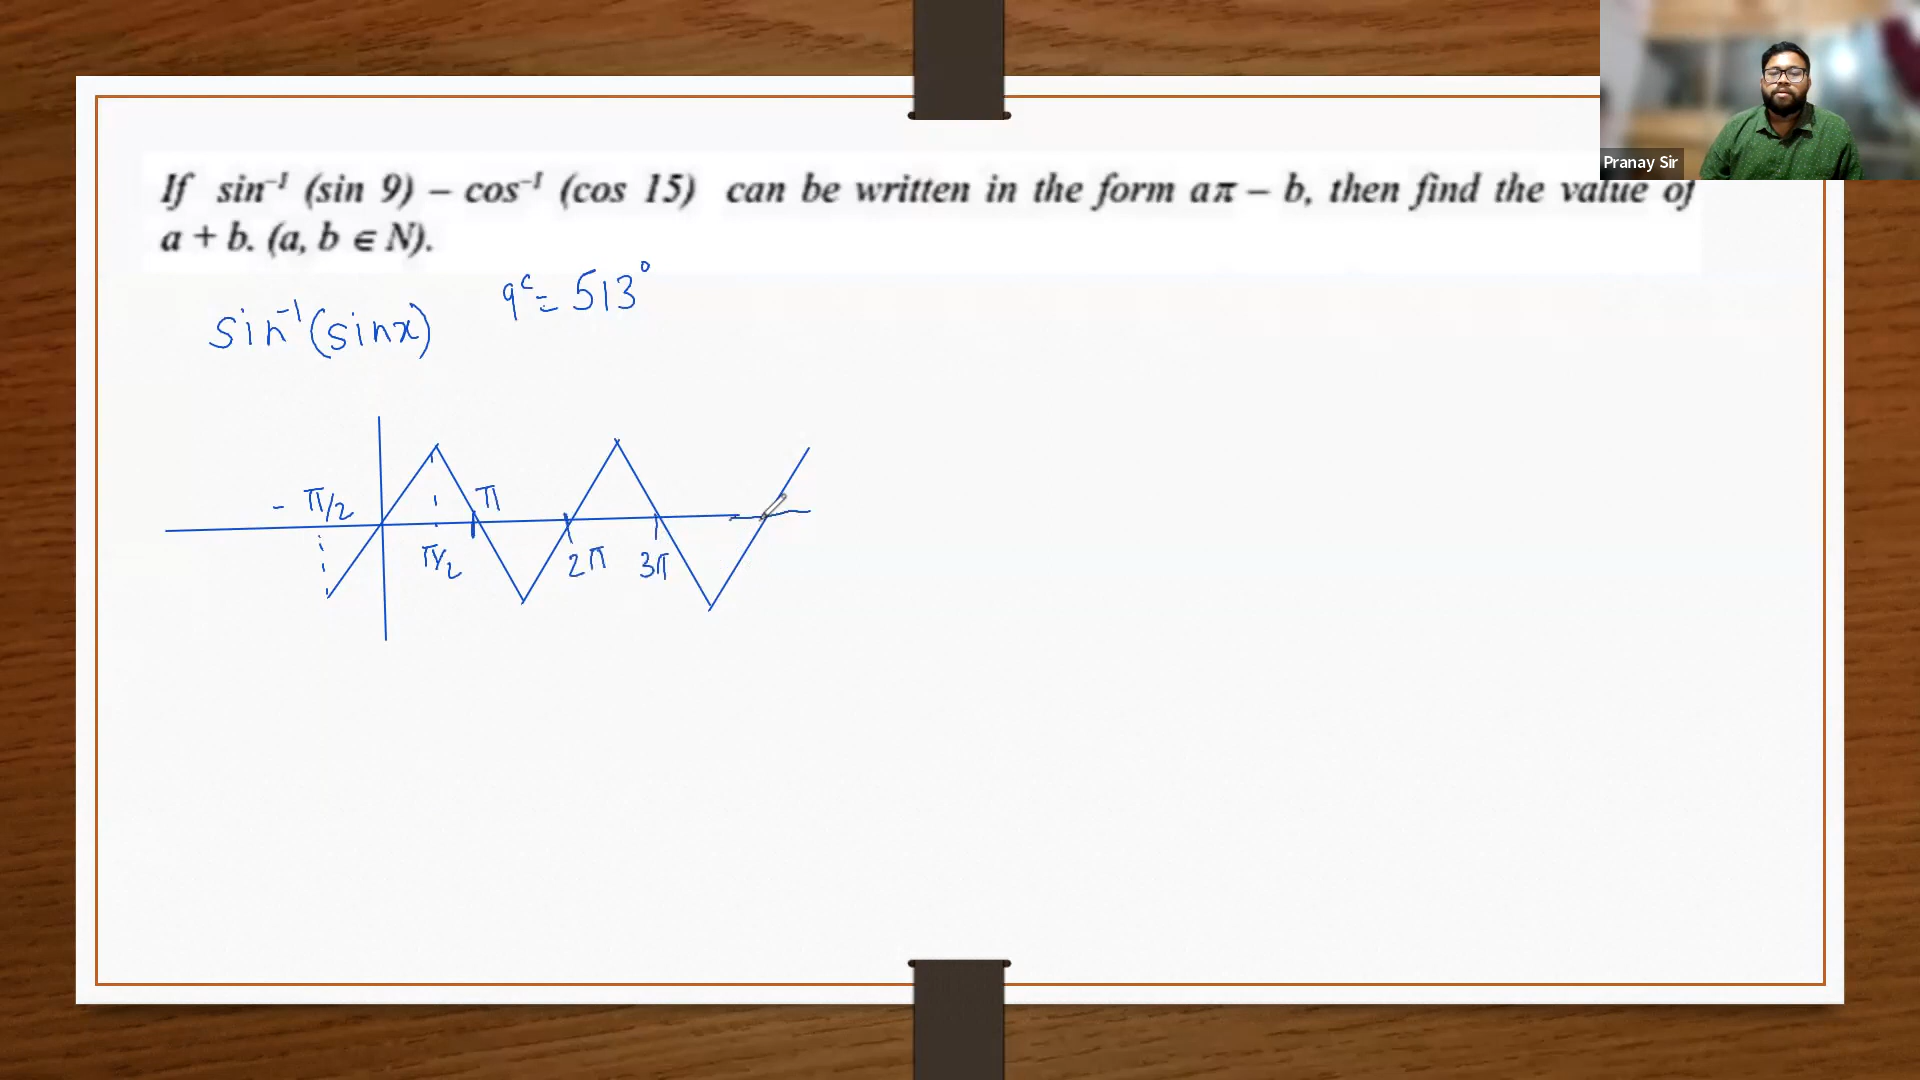 If sin⁻¹ (sin 9) – cos⁻¹ (cos 15) can be written in the form aπ – b, then find the value of
a + b. (a, b ∈ N).
Pranay Sir
9ᶜ = 513°
sin⁻¹(sinx)
- π/2
π
π/2
2π
3π